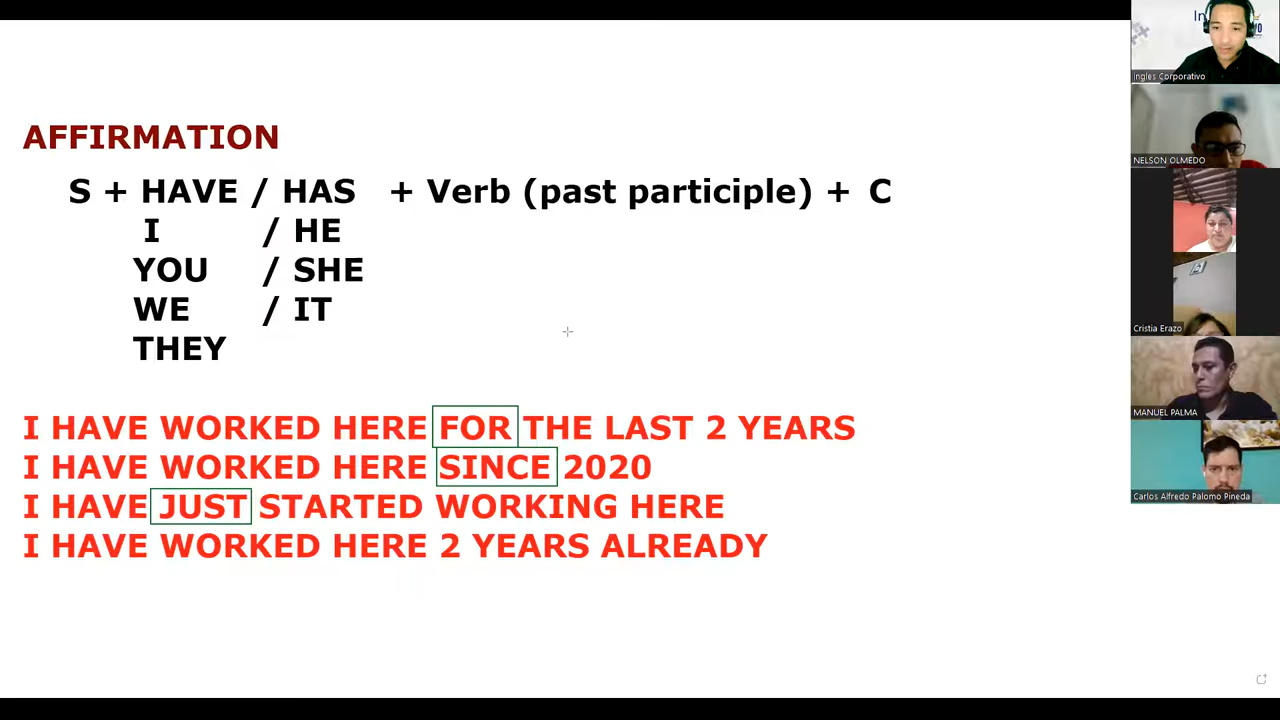 AFFIRMATION
S + HAVE / HAS + Verb (past participle) + C
I / HE
YOU / SHE
WE / IT
THEY
I HAVE WORKED HERE FOR THE LAST 2 YEARS
I HAVE WORKED HERE SINCE 2020
I HAVE JUST STARTED WORKING HERE
I HAVE WORKED HERE 2 YEARS ALREADY
Ingles Corporativo
NELSON OLMEDO
Cristia Erazo
MANUEL PALMA
Carlos Alfredo Palomo Pineda